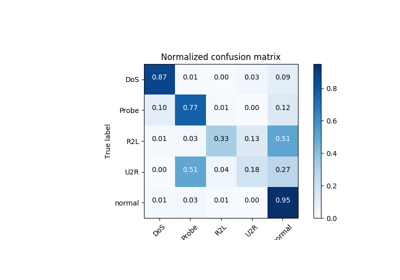 Normalized confusion matrix
True label
DoS 0.87 0.01 0.00 0.03 0.09
Probe 0.10 0.77 0.01 0.00 0.12
R2L 0.01 0.03 0.33 0.13 0.51
U2R 0.00 0.51 0.04 0.18 0.27
normal 0.01 0.03 0.01 0.00 0.95
DoS Probe R2L U2R normal
0.8
0.6
0.4
0.2
0.0